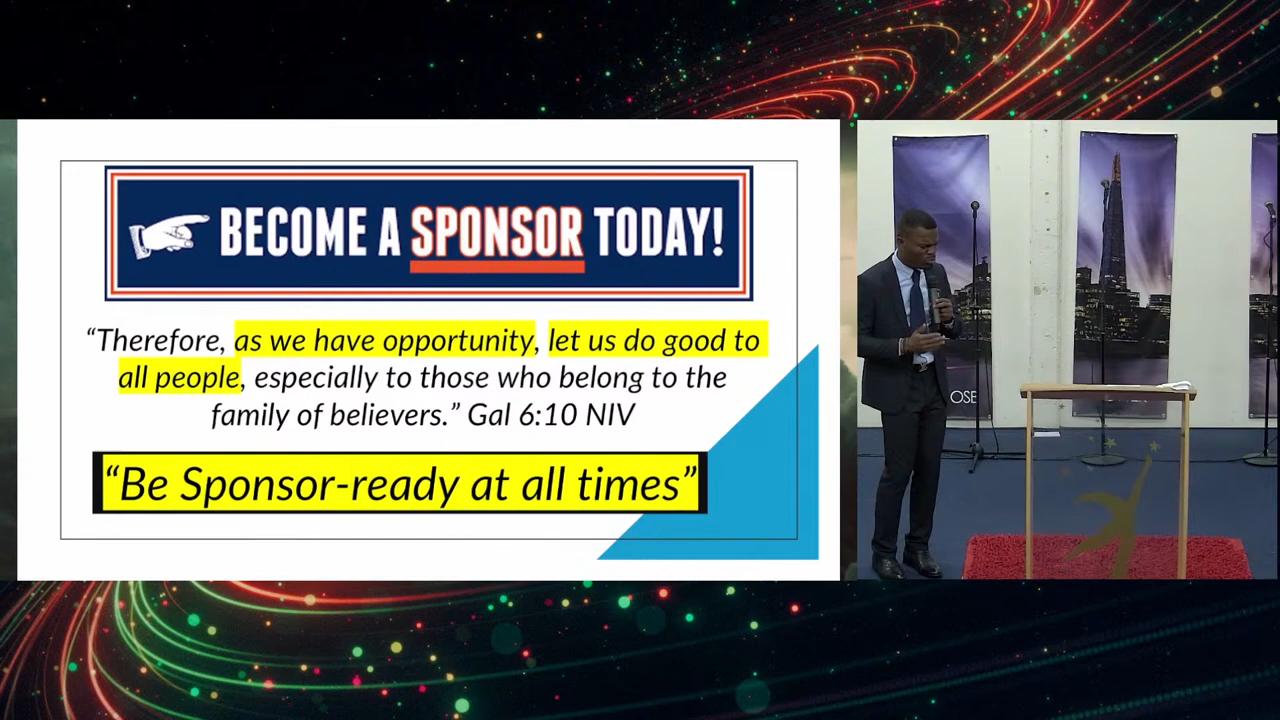 BECOME A SPONSOR TODAY!
“Therefore, as we have opportunity, let us do good to
all people, especially to those who belong to the
family of believers.” Gal 6:10 NIV
“Be Sponsor-ready at all times”
OSE